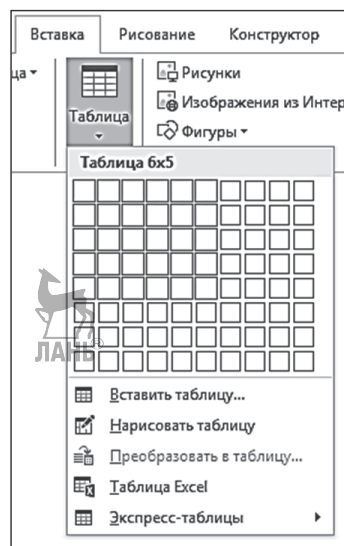 Вставка Рисование Конструктор
ца
Рисунки
Изображения из Интер
Таблица
Фигуры
Таблица 6x5
ЛАНЬ®
Вставить таблицу...
Нарисовать таблицу
Преобразовать в таблицу...
Таблица Excel
Экспресс-таблицы